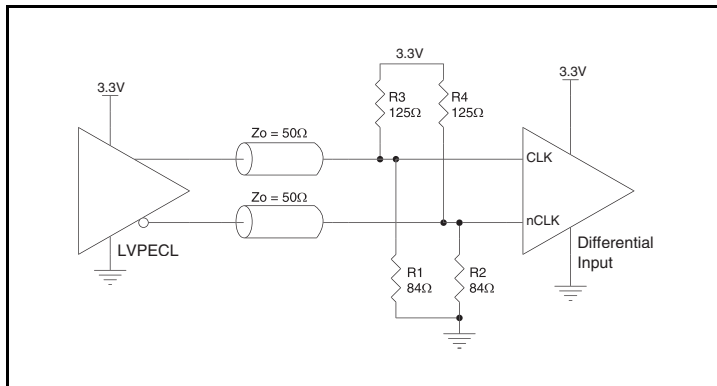 3.3V
3.3V
3.3V
R3
125Ω
R4
125Ω
Zo = 50Ω
CLK
Zo = 50Ω
nCLK
LVPECL
Differential
Input
R1
84Ω
R2
84Ω